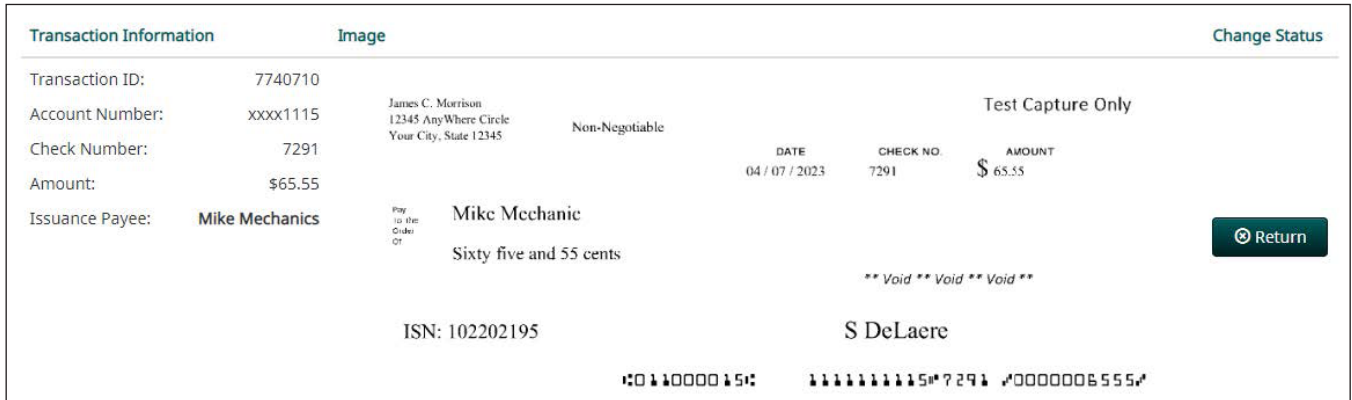 Transaction Information Image Change Status
Transaction ID: 7740710
Account Number: xxxx1115
Check Number: 7291
Amount: $65.55
Issuance Payee: Mike Mechanics
James C. Morrison
12345 AnyWhere Circle
Your City, State 12345
Non-Negotiable
Test Capture Only
DATE CHECK NO. AMOUNT
04 / 07 / 2023 7291 $ 65.55
Pay
To the
Order
Of
Mike Mechanic
Sixty five and 55 cents
Return
** Void ** Void ** Void **
ISN: 102202195 S DeLaere
⑆011000015⑆ 1111111115⑈7291 ⑇0000006555⑇